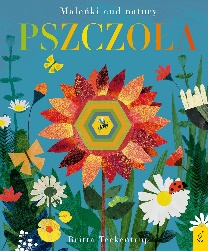 Maleńki cud natury
PSZCZOŁA
Britta Teckentrup